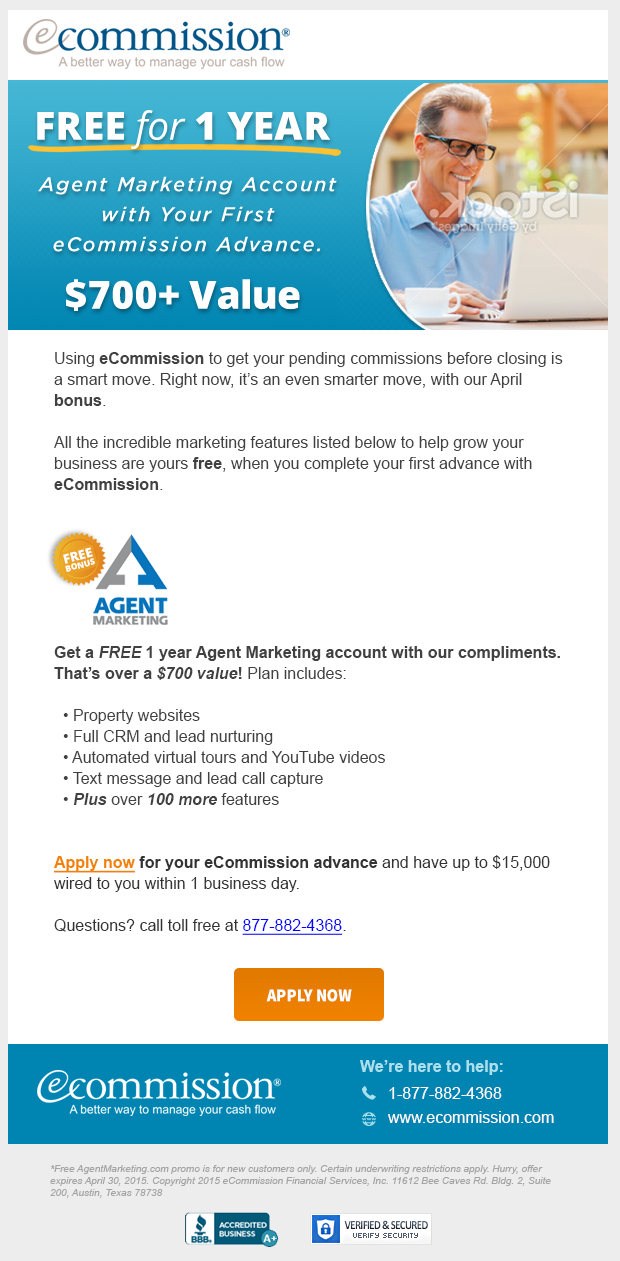 ecommission®
A better way to manage your cash flow
FREE for 1 YEAR
Agent Marketing Account
with Your First
eCommission Advance.
$700+ Value
iStock.
by Getty Images
Using eCommission to get your pending commissions before closing is
a smart move. Right now, it’s an even smarter move, with our April
bonus.
All the incredible marketing features listed below to help grow your
business are yours free, when you complete your first advance with
eCommission.
FREE
BONUS
AGENT
MARKETING
Get a FREE 1 year Agent Marketing account with our compliments.
That’s over a $700 value! Plan includes:
• Property websites
• Full CRM and lead nurturing
• Automated virtual tours and YouTube videos
• Text message and lead call capture
• Plus over 100 more features
Apply now for your eCommission advance and have up to $15,000
wired to you within 1 business day.
Questions? call toll free at 877-882-4368.
APPLY NOW
ecommission®
A better way to manage your cash flow
We’re here to help:
1-877-882-4368
www.ecommission.com
*Free AgentMarketing.com promo is for new customers only. Certain underwriting restrictions apply. Hurry, offer
expires April 30, 2015. Copyright 2015 eCommission Financial Services, Inc. 11612 Bee Caves Rd. Bldg. 2, Suite
200, Austin, Texas 78738
BBB.
ACCREDITED
BUSINESS
A+
VERIFIED & SECURED
VERIFY SECURITY